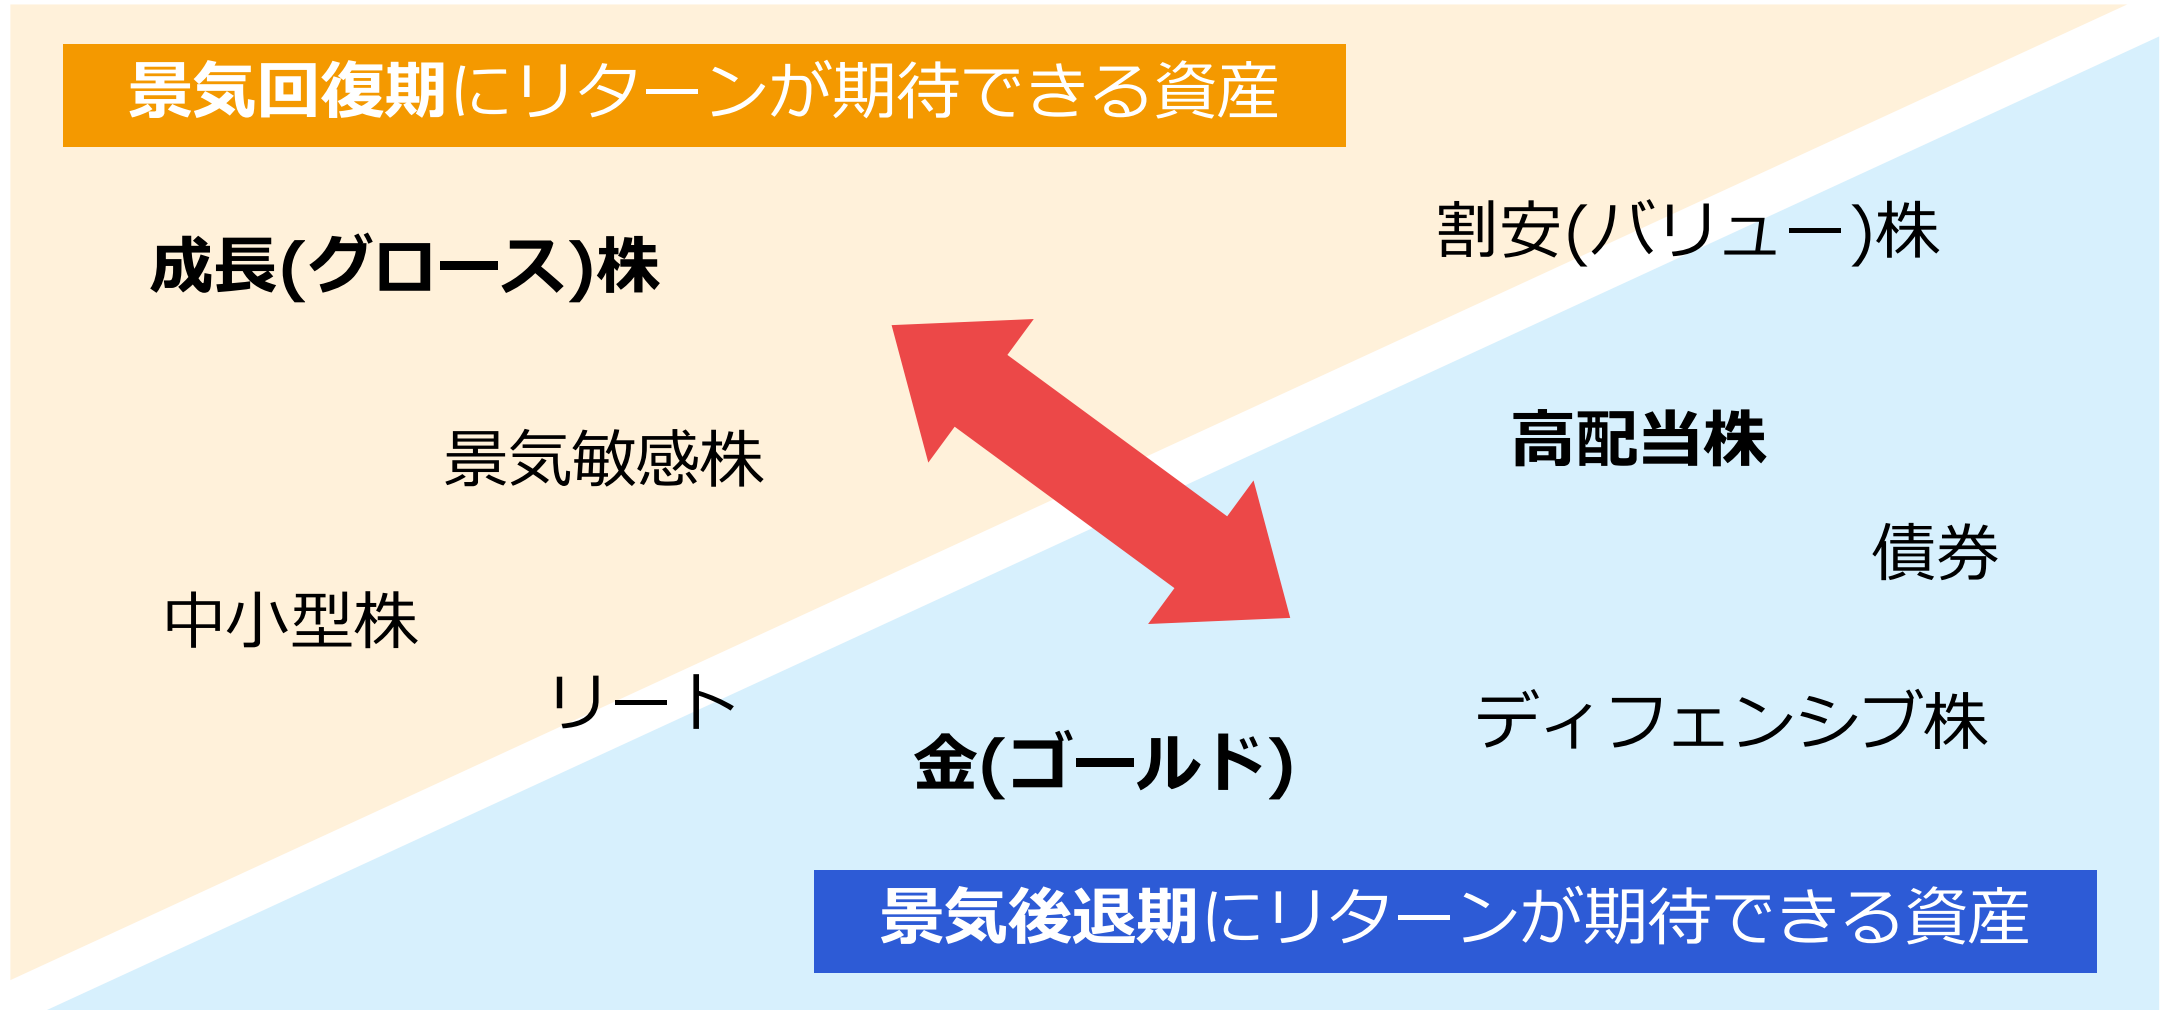 景気回復期にリターンが期待できる資産
割安(バリュー)株
成長(グロース)株
高配当株
景気敏感株
債券
中小型株
リート
ディフェンシブ株
金(ゴールド)
景気後退期にリターンが期待できる資産